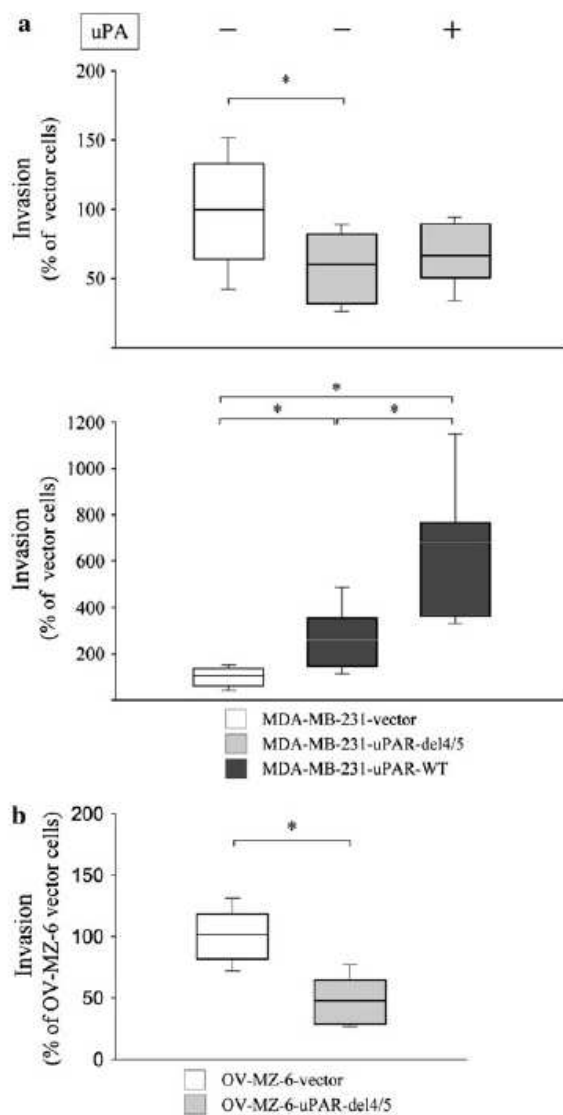 a
uPA
− − +
200
150
100
50
Invasion
(% of vector cells)
*
* 
* *
1200
1000
800
600
400
200
Invasion
(% of vector cells)
MDA-MB-231-vector
MDA-MB-231-uPAR-del4/5
MDA-MB-231-uPAR-WT
b
200
150
100
50
0
Invasion
(% of OV-MZ-6 vector cells)
*
OV-MZ-6-vector
OV-MZ-6-uPAR-del4/5